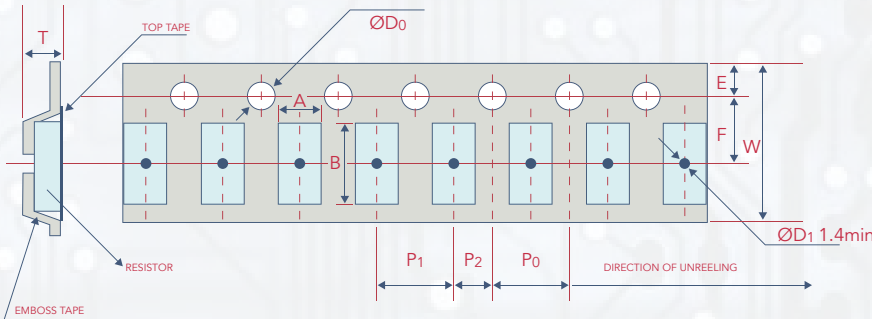 T
TOP TAPE
ØD0
A
B
E
F
W
ØD1 1.4min
P1
P2
P0
DIRECTION OF UNREELING
RESISTOR
EMBOSS TAPE